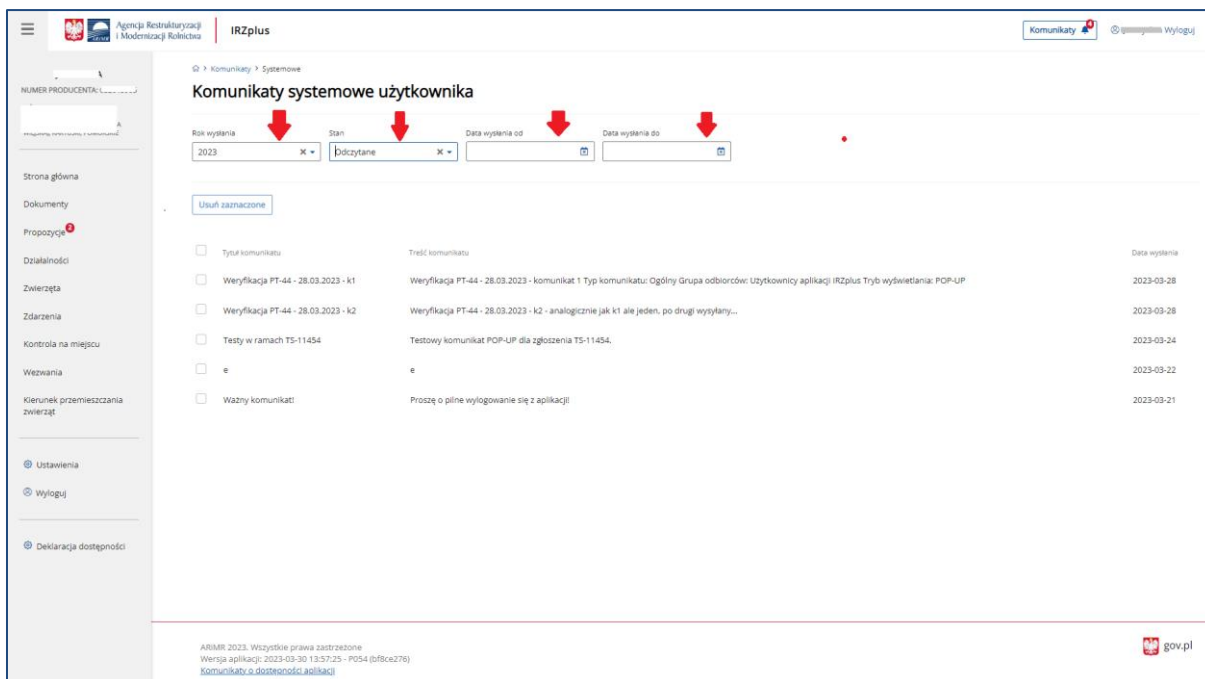 Agencja Restrukturyzacji
i Modernizacji Rolnictwa
ARiMR
IRZplus
Komunikaty 4
Wyloguj
NUMER PRODUCENTA:
Strona główna
Dokumenty
Propozycje 2
Działalności
Zwierzęta
Zdarzenia
Kontrola na miejscu
Wezwania
Kierunek przemieszczania
zwierząt
Ustawienia
Wyloguj
Deklaracja dostępności
Komunikaty > Systemowe
Komunikaty systemowe użytkownika
Rok wysłania Stan Data wysłania od Data wysłania do
2023 Odczytane
Usuń zaznaczone
Tytuł komunikatu Treść komunikatu Data wysłania
Weryfikacja PT-44 - 28.03.2023 - k1 Weryfikacja PT-44 - 28.03.2023 - komunikat 1 Typ komunikatu: Ogólny Grupa odbiorców: Użytkownicy aplikacji IRZplus Tryb wyświetlania: POP-UP 2023-03-28
Weryfikacja PT-44 - 28.03.2023 - k2 Weryfikacja PT-44 - 28.03.2023 - k2 - analogicznie jak k1 ale jeden, po drugi wysyłany... 2023-03-28
Testy w ramach TS-11454 Testowy komunikat POP-UP dla zgłoszenia TS-11454. 2023-03-24
e e 2023-03-22
Ważny komunikat! Proszę o pilne wylogowanie się z aplikacji! 2023-03-21
ARiMR 2023. Wszystkie prawa zastrzeżone
Wersja aplikacji: 2023-03-30 13:57:25 - P054 (bf8ce276)
Komunikaty o dostępności aplikacji
gov.pl